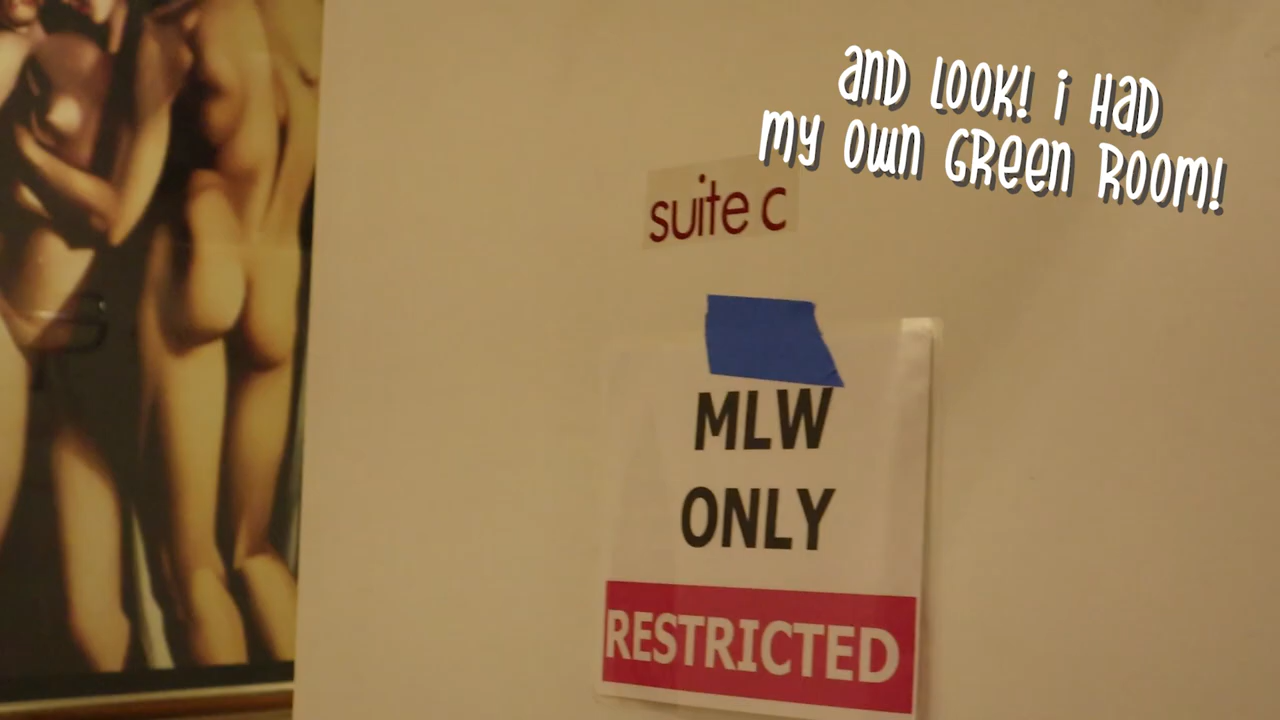 and look! i had
my own green room!
suite c
MLW
ONLY
RESTRICTED